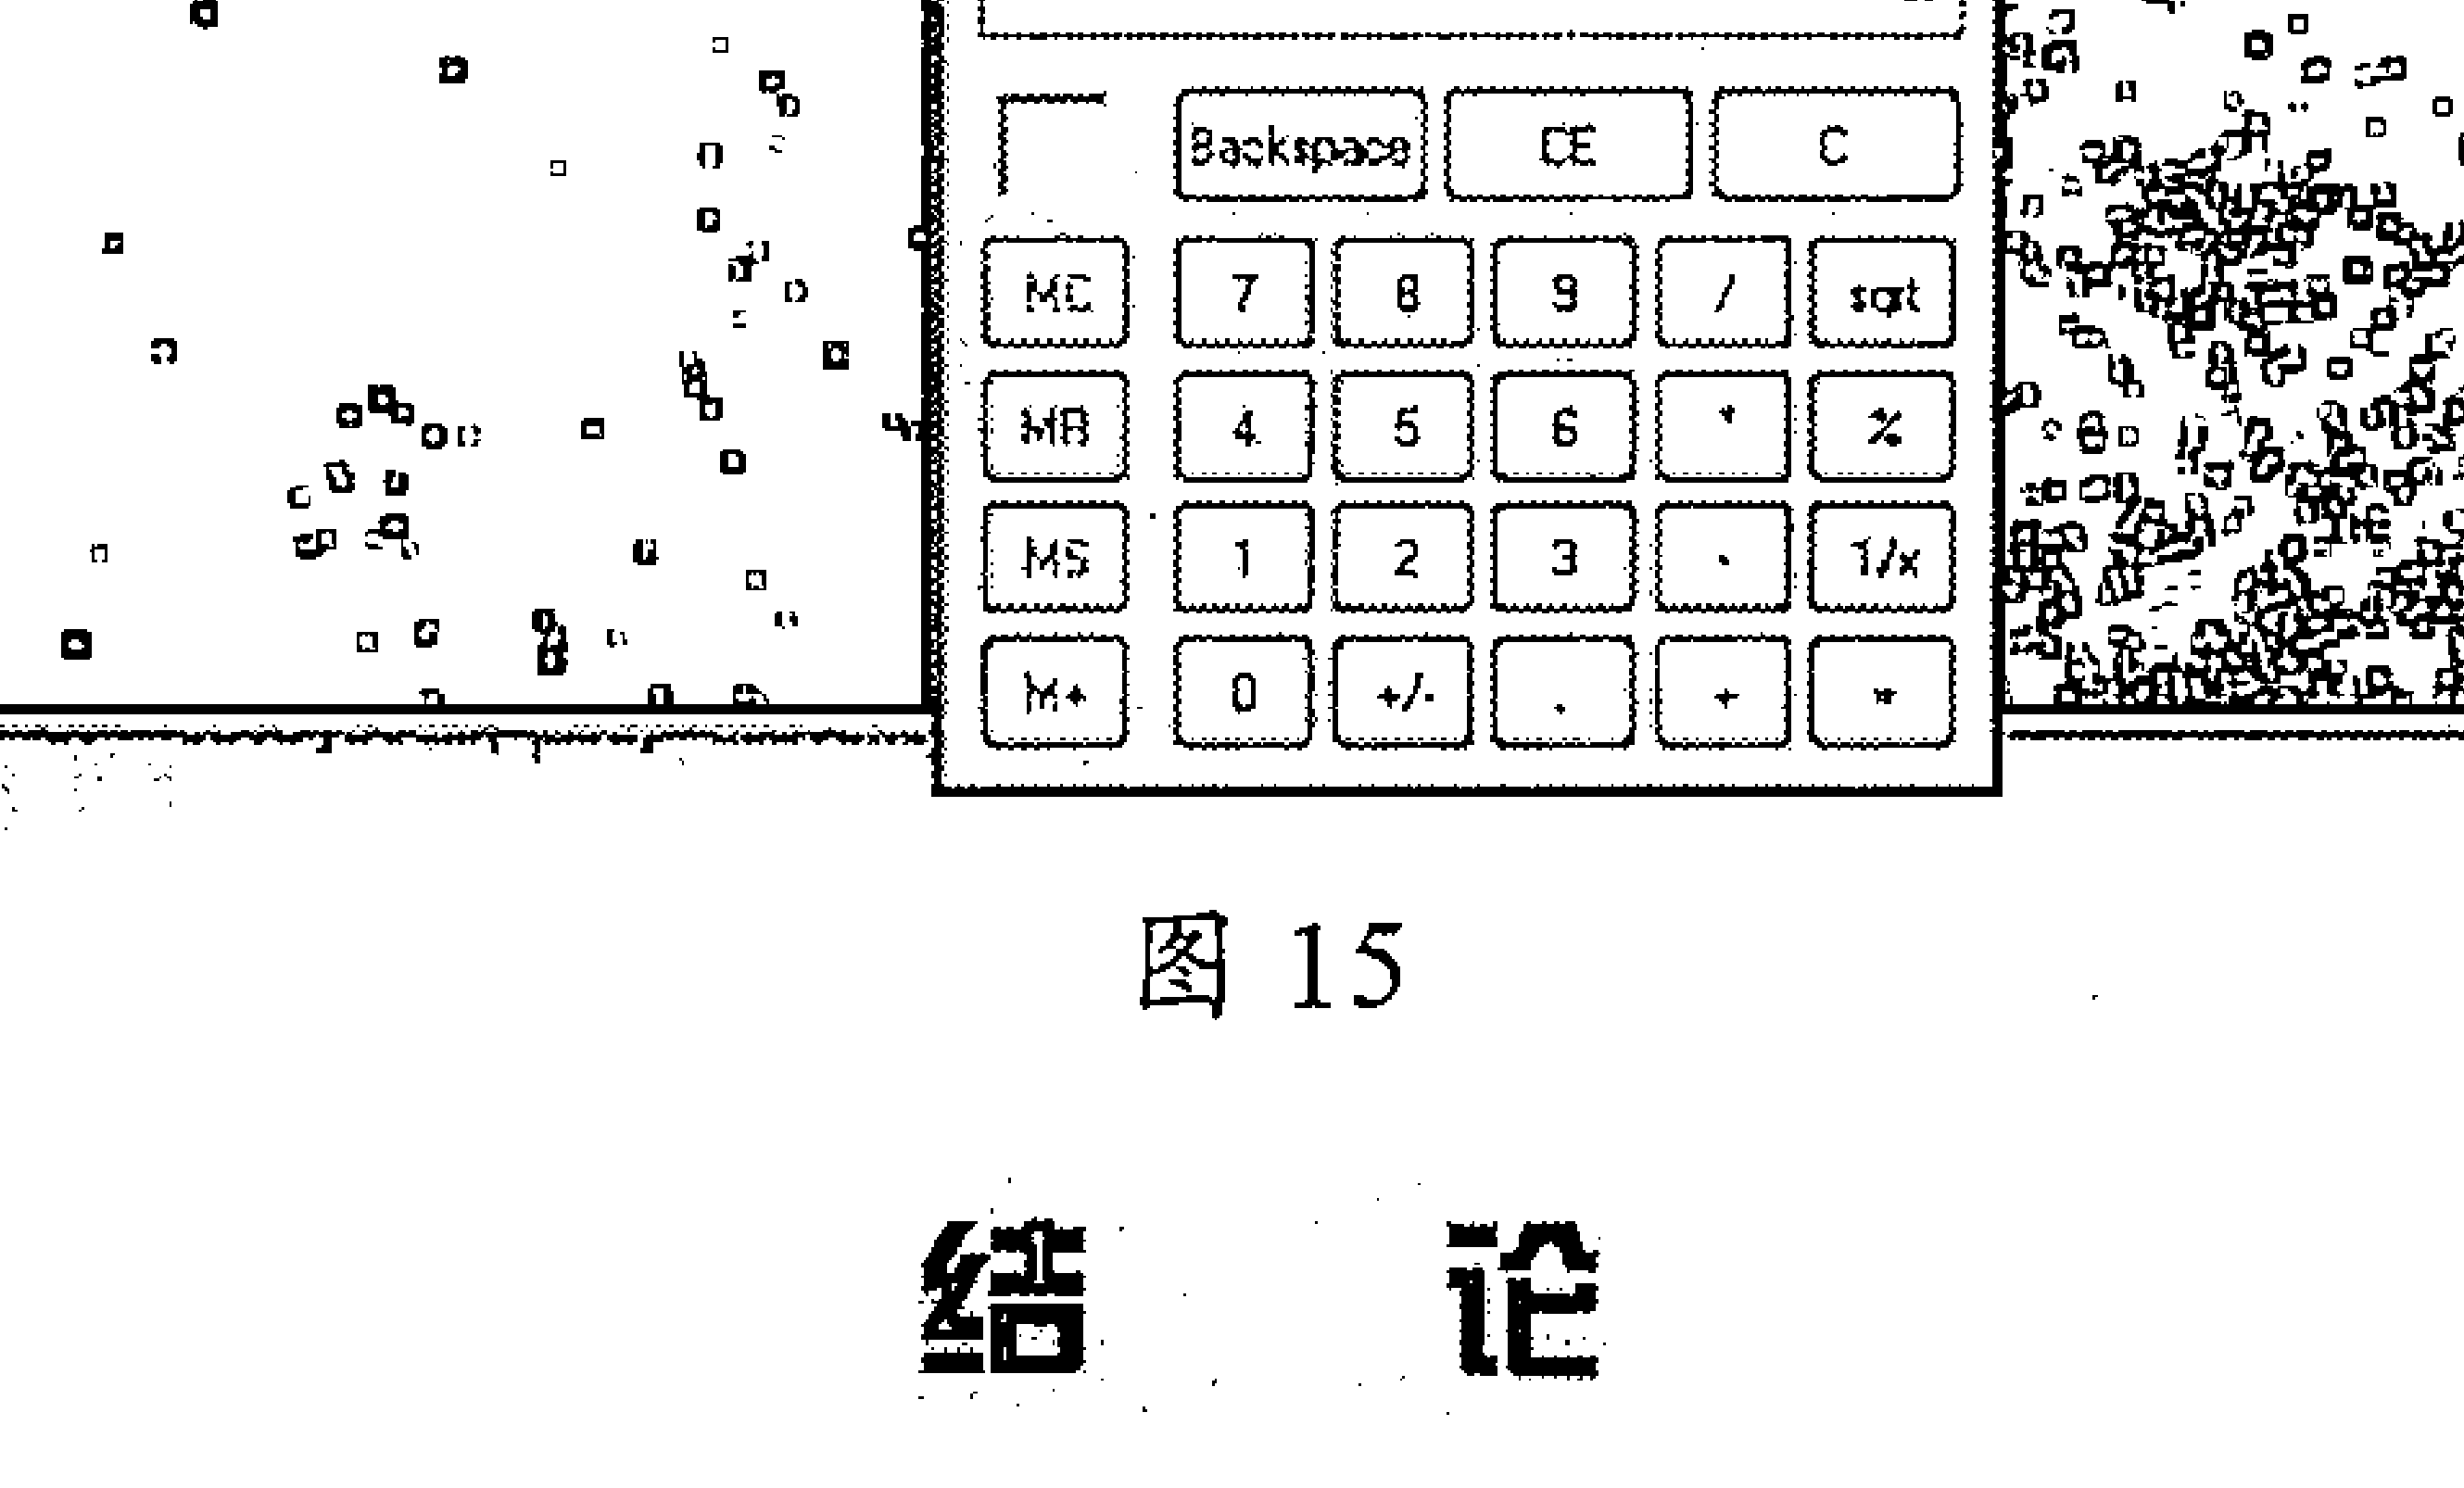 Backspace CE C
MC 7 8 9 / sqrt
MR 4 5 6 * %
MS 1 2 3 - 1/x
M+ 0 +/- . + =
图 15
结 论